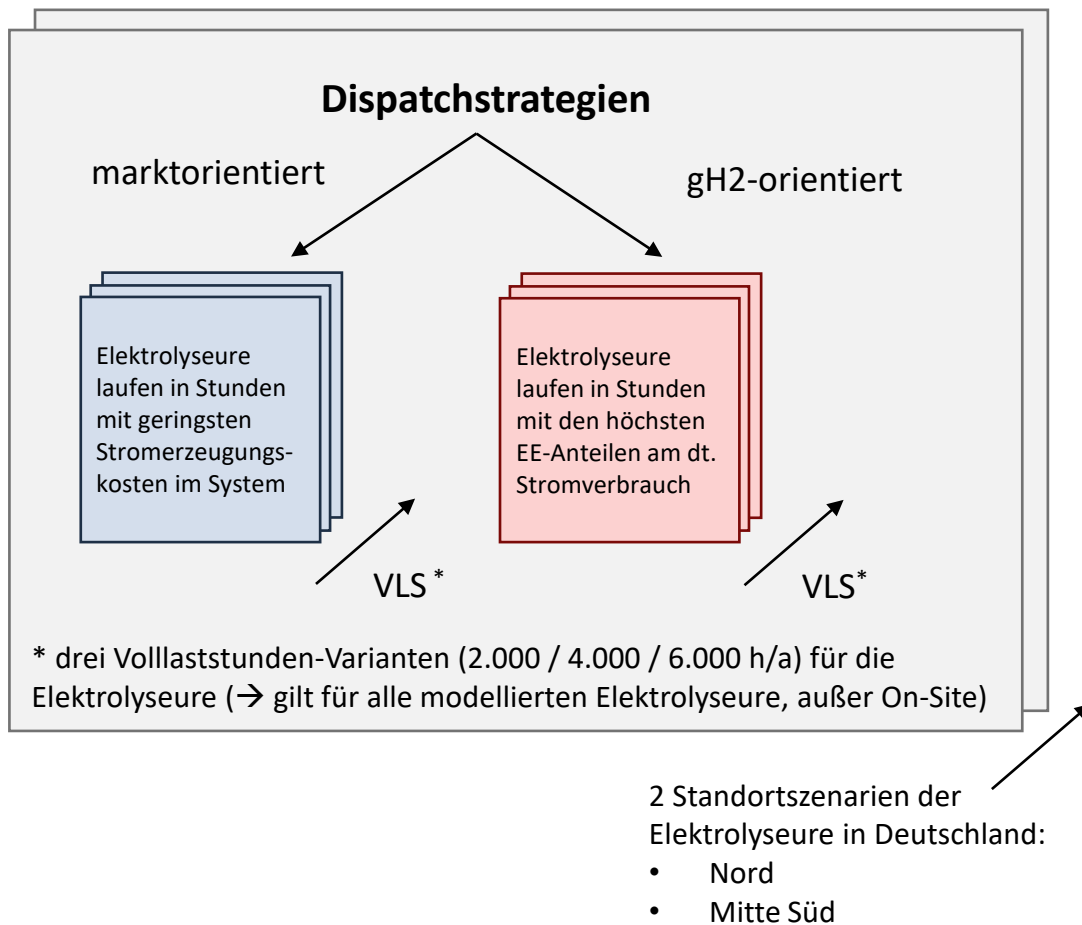 Dispatchstrategien
marktorientiert
gH2-orientiert
Elektrolyseure
laufen in Stunden
mit geringsten
Stromerzeugungs-
kosten im System
Elektrolyseure
laufen in Stunden
mit den höchsten
EE-Anteilen am dt.
Stromverbrauch
VLS *
VLS*
* drei Volllaststunden-Varianten (2.000 / 4.000 / 6.000 h/a) für die
Elektrolyseure (→ gilt für alle modellierten Elektrolyseure, außer On-Site)
2 Standortszenarien der
Elektrolyseure in Deutschland:
• Nord
• Mitte Süd